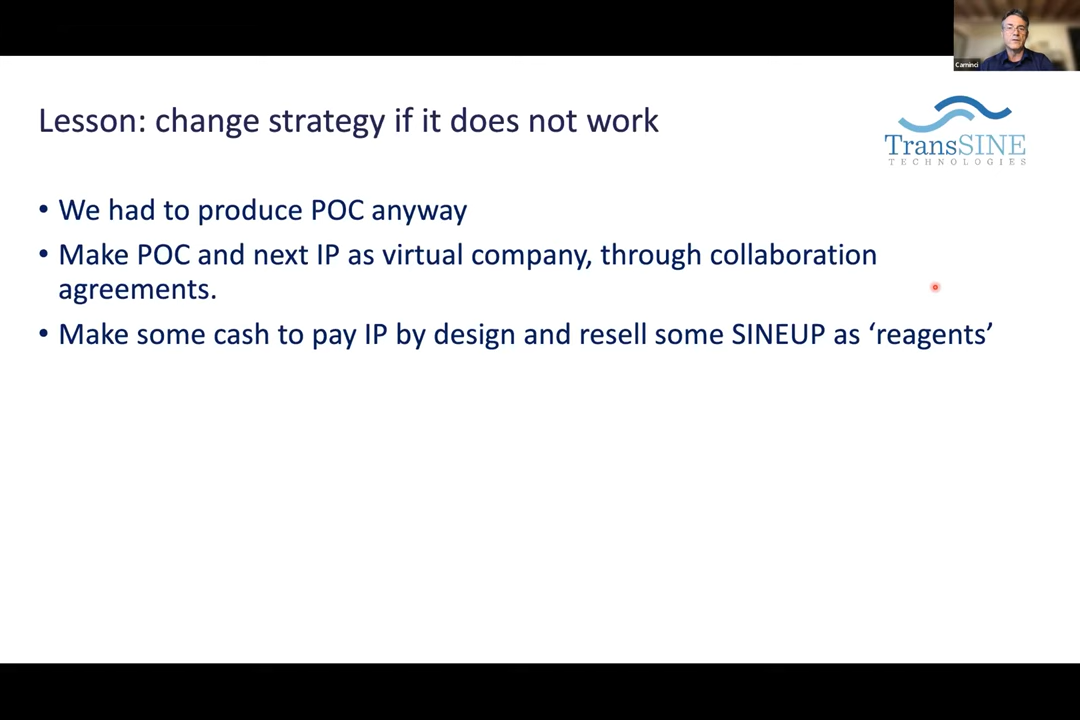 Caminci
Lesson: change strategy if it does not work
TransSINE
TECHNOLOGIES
• We had to produce POC anyway
• Make POC and next IP as virtual company, through collaboration
agreements.
• Make some cash to pay IP by design and resell some SINEUP as ‘reagents’